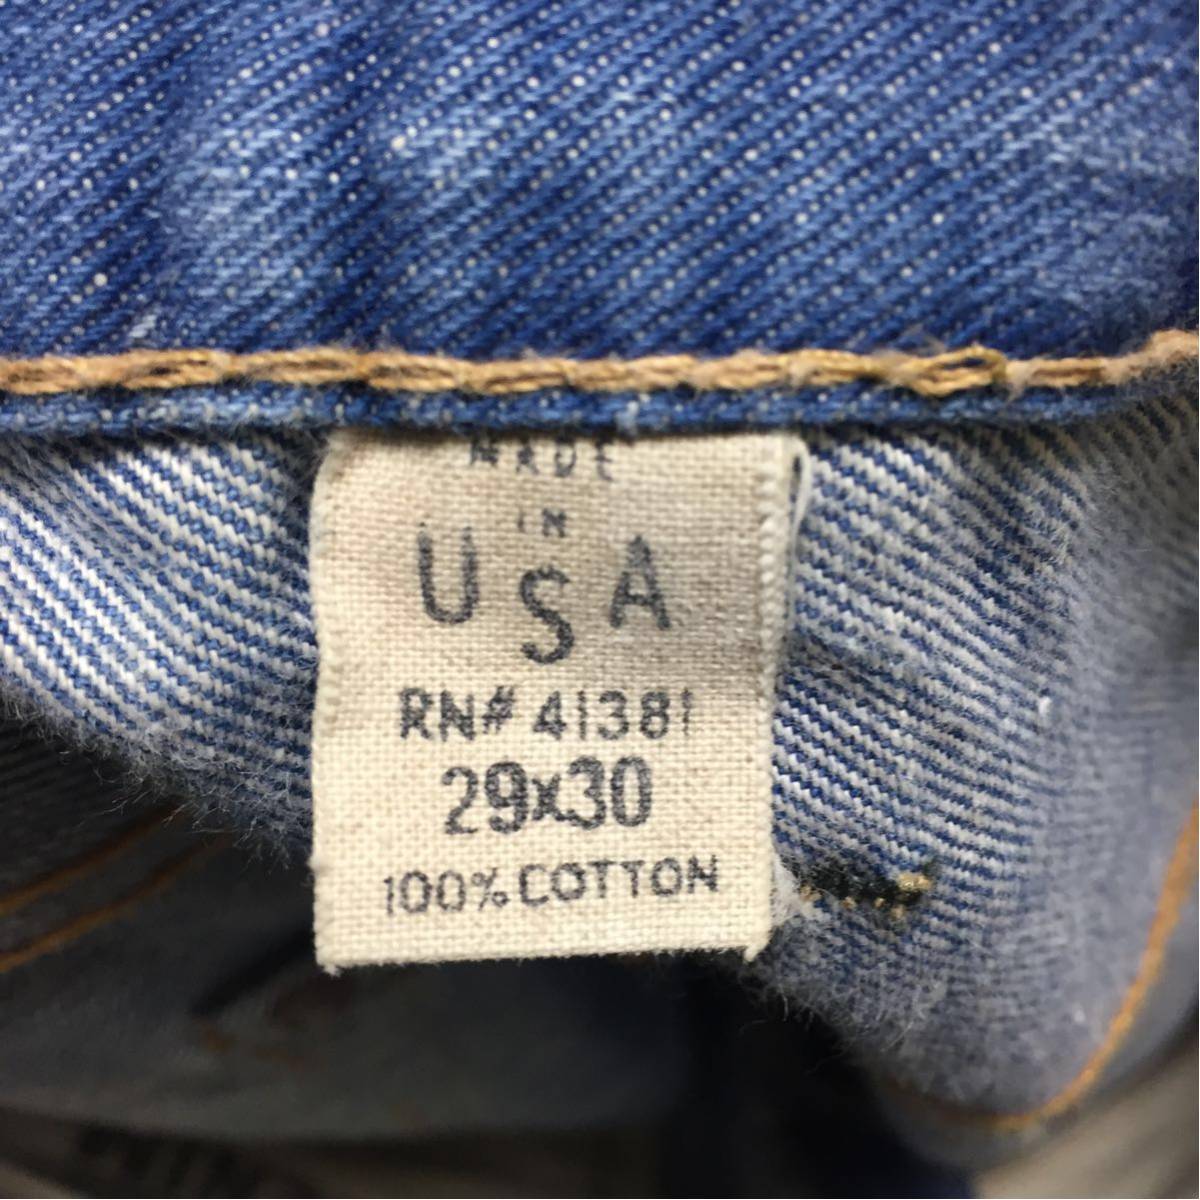 MADE
IN
USA
RN# 41381
29x30
100% COTTON